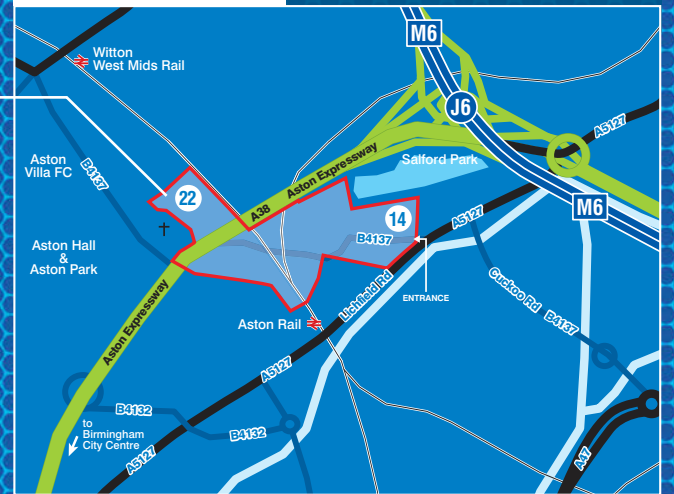 M6
Witton
West Mids Rail
J6
A5127
Aston Expressway
Salford Park
Aston
Villa FC
B4137
22
A38
14
A5127
M6
B4137
Aston Hall
&
Aston Park
ENTRANCE
Cuckoo Rd
B4137
Lichfield Rd
Aston Expressway
Aston Rail
A5127
B4132
to
Birmingham
City Centre
B4132
A5127
A47